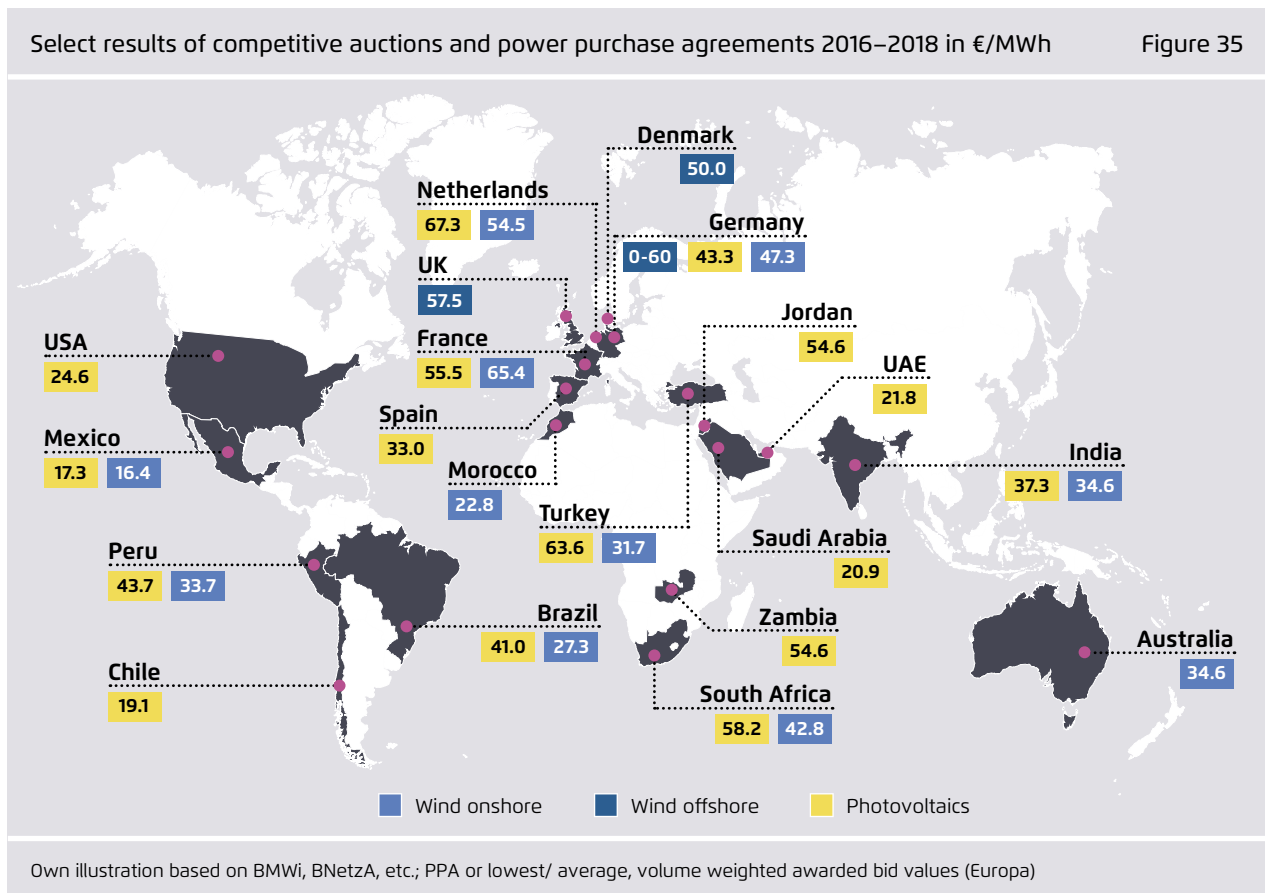 Select results of competitive auctions and power purchase agreements 2016–2018 in €/MWh Figure 35
Denmark
50.0
Netherlands
67.3 54.5
Germany
0-60 43.3 47.3
UK
57.5
Jordan
54.6
USA
24.6
France
55.5 65.4
UAE
21.8
Spain
33.0
Mexico
17.3 16.4
Morocco
22.8
India
37.3 34.6
Turkey
63.6 31.7
Saudi Arabia
20.9
Peru
43.7 33.7
Brazil
41.0 27.3
Zambia
54.6
Australia
34.6
Chile
19.1
South Africa
58.2 42.8
Wind onshore Wind offshore Photovoltaics
Own illustration based on BMWi, BNetzA, etc.; PPA or lowest/ average, volume weighted awarded bid values (Europa)